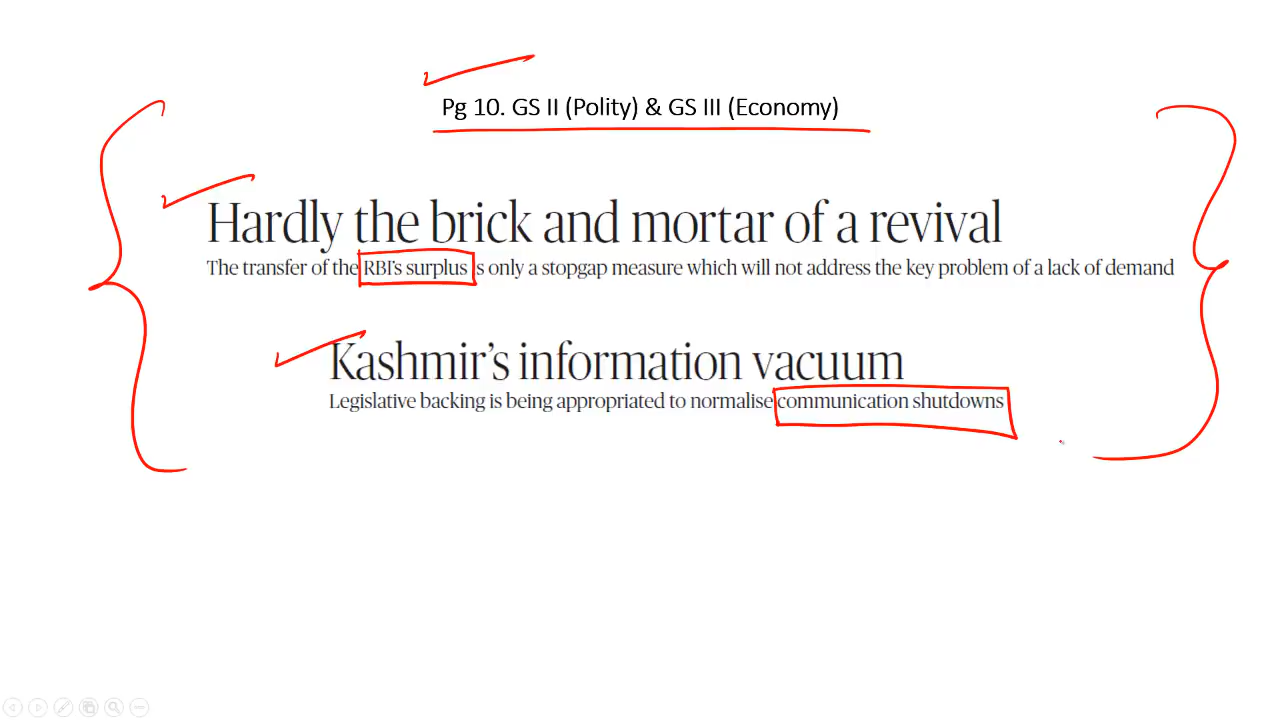 Pg 10. GS II (Polity) & GS III (Economy)
Hardly the brick and mortar of a revival
The transfer of the RBI's surplus is only a stopgap measure which will not address the key problem of a lack of demand
Kashmir's information vacuum
Legislative backing is being appropriated to normalise communication shutdowns